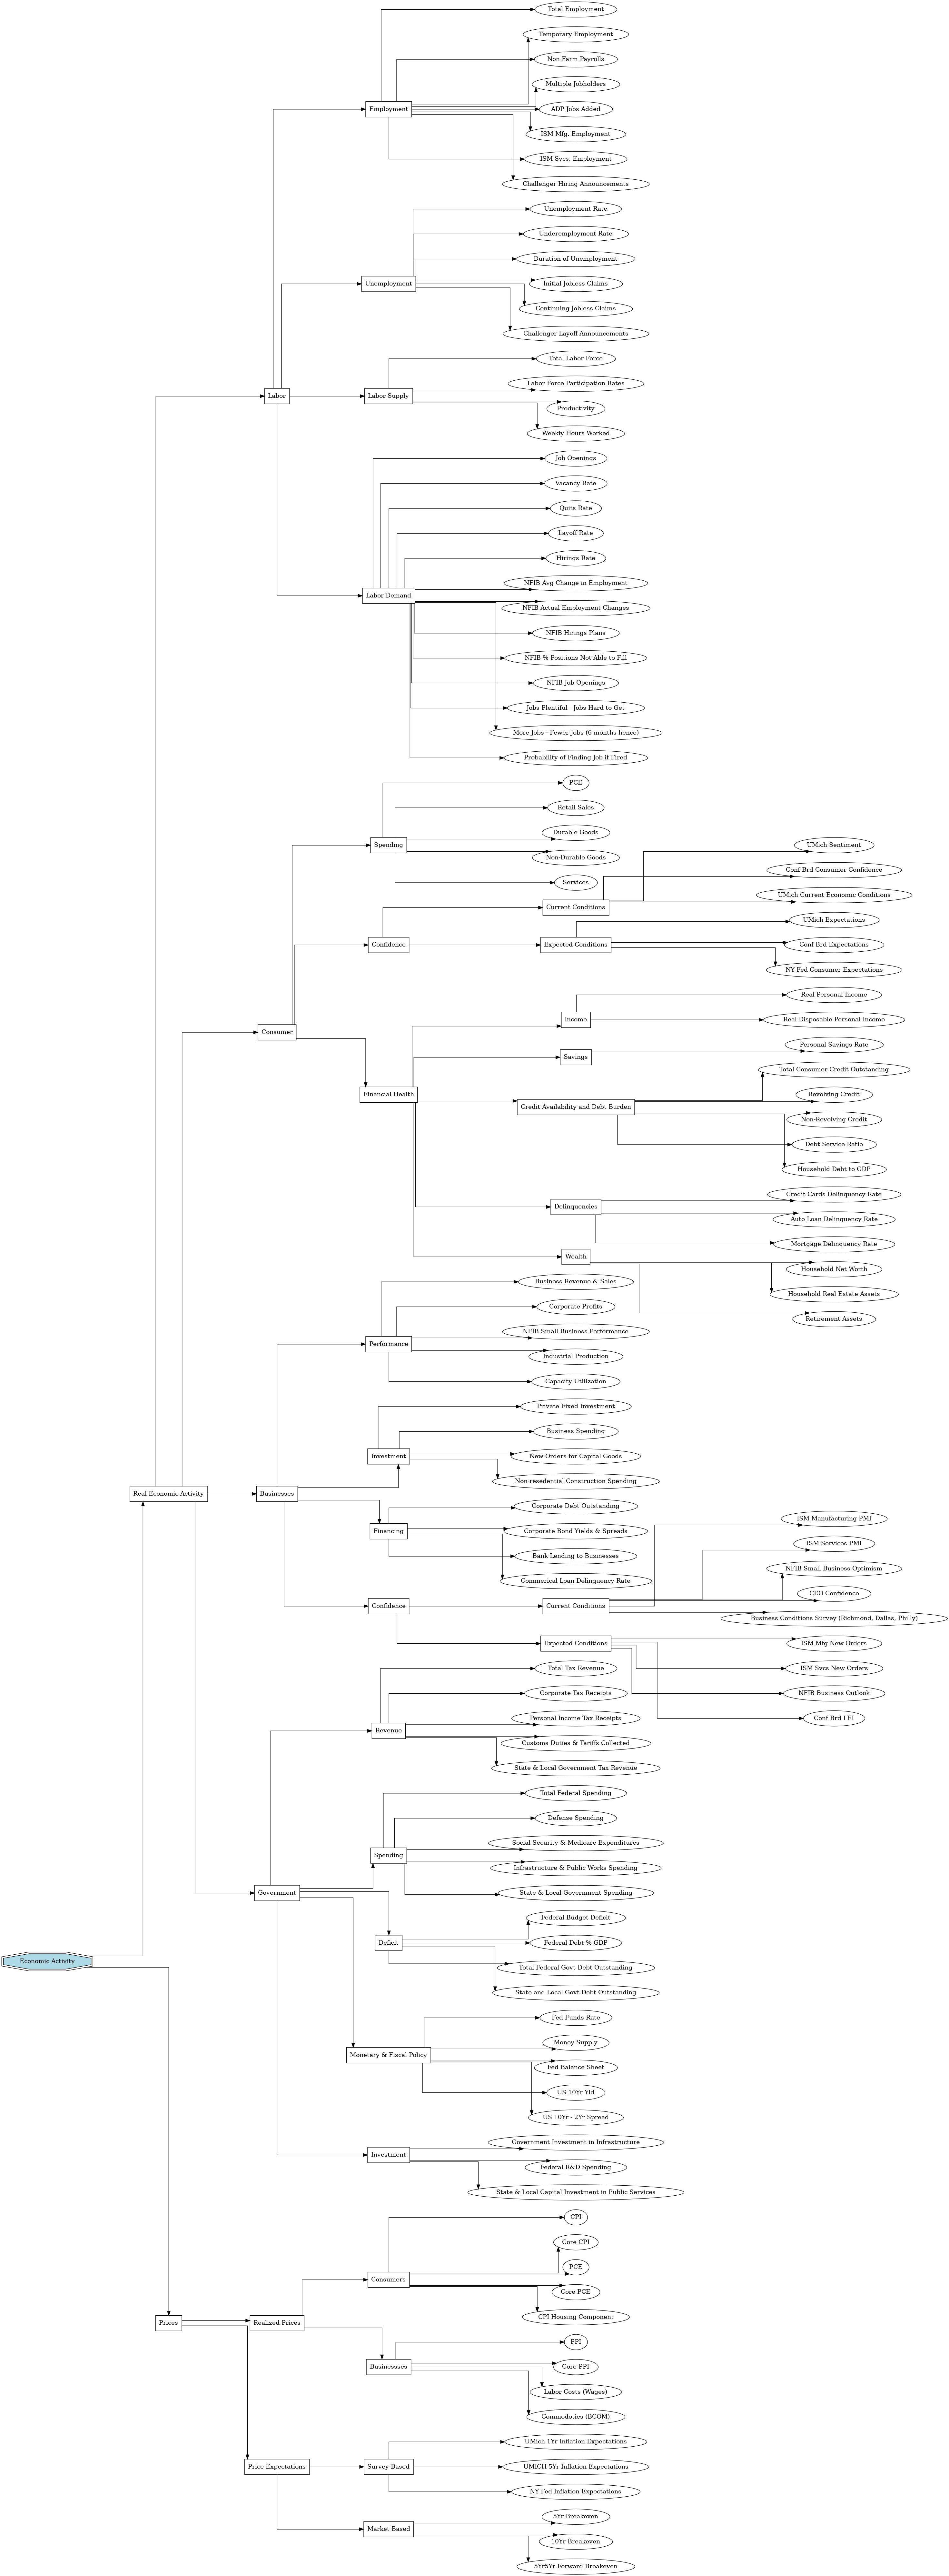 Total Employment
Temporary Employment
Non-Farm Payrolls
Multiple Jobholders
Employment
ADP Jobs Added
ISM Mfg. Employment
ISM Svcs. Employment
Challenger Hiring Announcements
Unemployment Rate
Underemployment Rate
Duration of Unemployment
Unemployment
Initial Jobless Claims
Continuing Jobless Claims
Challenger Layoff Announcements
Total Labor Force
Labor Force Participation Rates
Labor
Labor Supply
Productivity
Weekly Hours Worked
Job Openings
Vacancy Rate
Quits Rate
Layoff Rate
Hirings Rate
NFIB Avg Change in Employment
Labor Demand
NFIB Actual Employment Changes
NFIB Hirings Plans
NFIB % Positions Not Able to Fill
NFIB Job Openings
Jobs Plentiful - Jobs Hard to Get
More Jobs - Fewer Jobs (6 months hence)
Probability of Finding Job if Fired
PCE
Retail Sales
Durable Goods
Spending
UMich Sentiment
Non-Durable Goods
Conf Brd Consumer Confidence
Services
UMich Current Economic Conditions
Current Conditions
UMich Expectations
Confidence
Expected Conditions
Conf Brd Expectations
NY Fed Consumer Expectations
Real Personal Income
Income
Real Disposable Personal Income
Consumer
Personal Savings Rate
Savings
Total Consumer Credit Outstanding
Financial Health
Revolving Credit
Credit Availability and Debt Burden
Non-Revolving Credit
Debt Service Ratio
Household Debt to GDP
Credit Cards Delinquency Rate
Delinquencies
Auto Loan Delinquency Rate
Mortgage Delinquency Rate
Wealth
Household Net Worth
Business Revenue & Sales
Household Real Estate Assets
Corporate Profits
Retirement Assets
NFIB Small Business Performance
Performance
Industrial Production
Capacity Utilization
Private Fixed Investment
Business Spending
Investment
New Orders for Capital Goods
Non-resedential Construction Spending
Real Economic Activity
Businesses
Corporate Debt Outstanding
ISM Manufacturing PMI
Financing
Corporate Bond Yields & Spreads
ISM Services PMI
Bank Lending to Businesses
NFIB Small Business Optimism
Commerical Loan Delinquency Rate
CEO Confidence
Confidence
Current Conditions
Business Conditions Survey (Richmond, Dallas, Philly)
Expected Conditions
ISM Mfg New Orders
Total Tax Revenue
ISM Svcs New Orders
Corporate Tax Receipts
NFIB Business Outlook
Personal Income Tax Receipts
Conf Brd LEI
Revenue
Customs Duties & Tariffs Collected
State & Local Government Tax Revenue
Total Federal Spending
Defense Spending
Social Security & Medicare Expenditures
Spending
Infrastructure & Public Works Spending
Government
State & Local Government Spending
Federal Budget Deficit
Deficit
Federal Debt % GDP
Economic Activity
Total Federal Govt Debt Outstanding
State and Local Govt Debt Outstanding
Fed Funds Rate
Money Supply
Monetary & Fiscal Policy
Fed Balance Sheet
US 10Yr Yld
US 10Yr - 2Yr Spread
Government Investment in Infrastructure
Investment
Federal R&D Spending
State & Local Capital Investment in Public Services
CPI
Core CPI
PCE
Consumers
Core PCE
CPI Housing Component
Prices
Realized Prices
PPI
Businessses
Core PPI
Labor Costs (Wages)
Commodoties (BCOM)
UMich 1Yr Inflation Expectations
Price Expectations
Survey-Based
UMICH 5Yr Inflation Expectations
NY Fed Inflation Expectations
5Yr Breakeven
Market-Based
10Yr Breakeven
5Yr5Yr Forward Breakeven